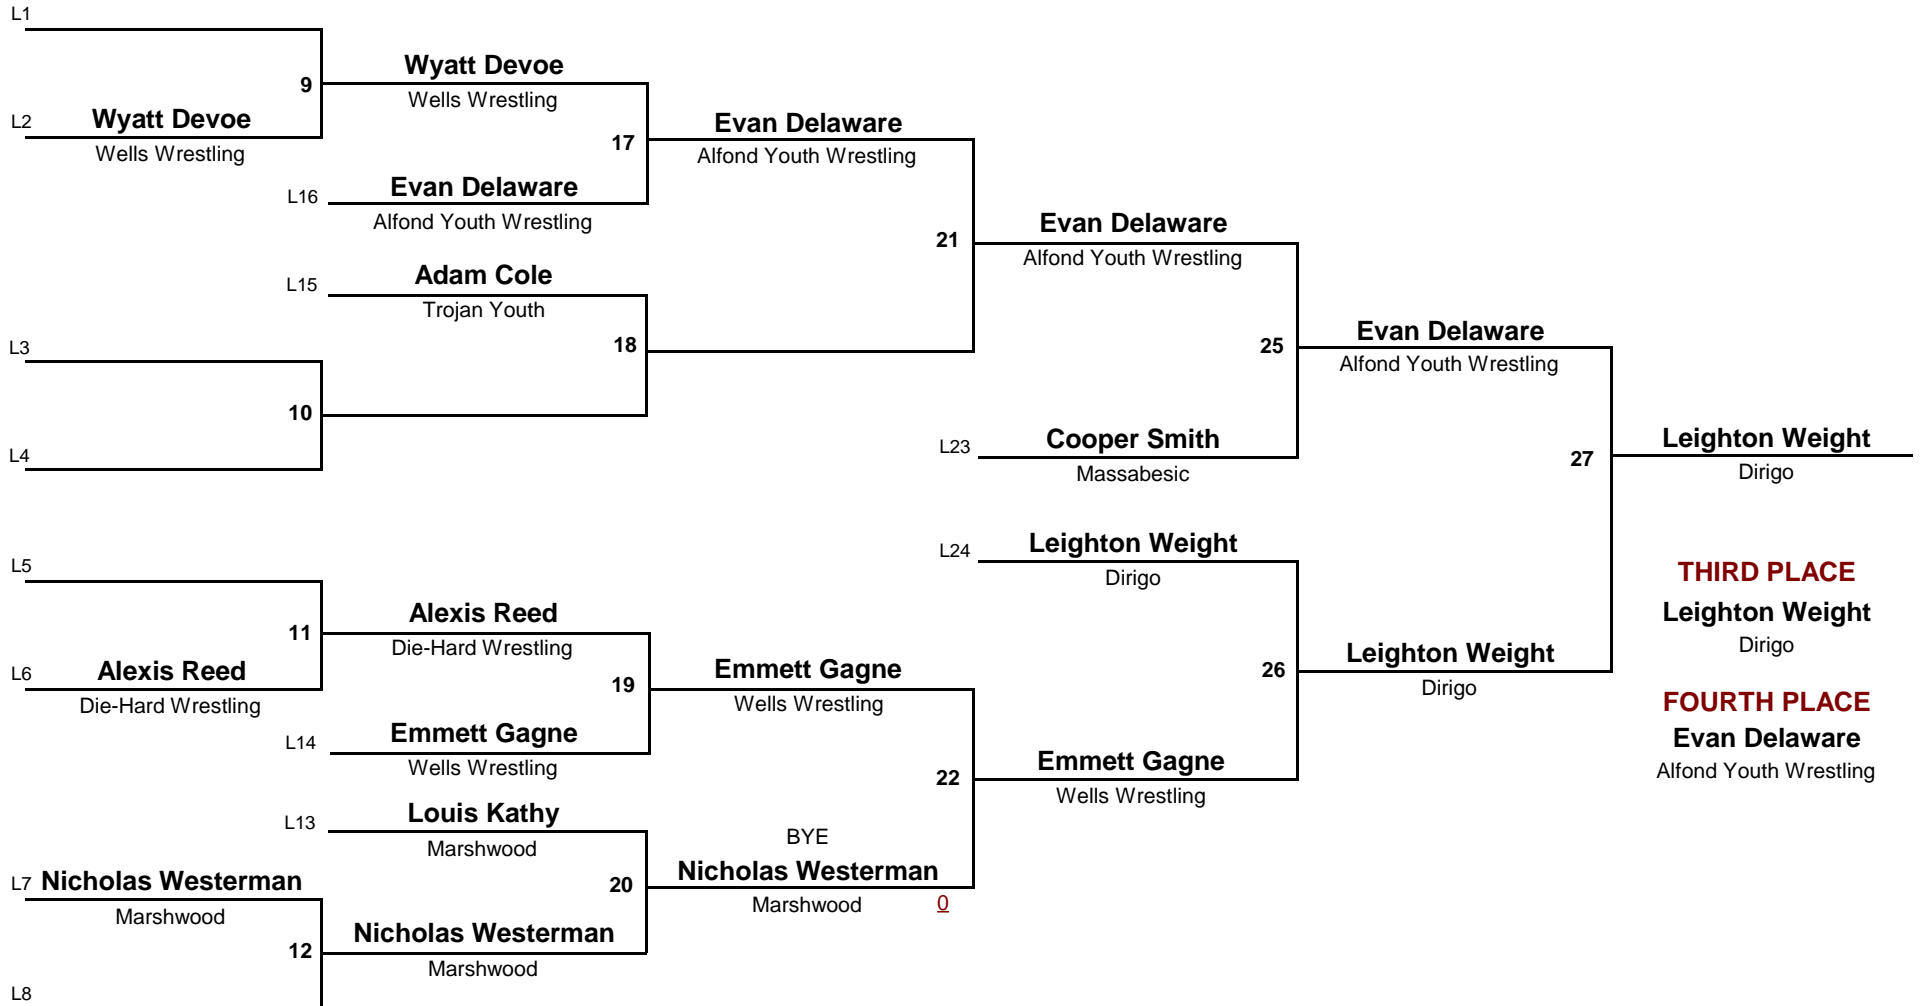 L1
Wyatt Devoe
9
Wells Wrestling
L2
Wyatt Devoe
Wells Wrestling
17
Evan Delaware
Alfond Youth Wrestling
L16
Evan Delaware
Alfond Youth Wrestling
21
Evan Delaware
Alfond Youth Wrestling
L15
Adam Cole
Trojan Youth
18
L3
10
L4
25
Evan Delaware
Alfond Youth Wrestling
L23
Cooper Smith
Massabesic
27
Leighton Weight
Dirigo
L24
Leighton Weight
Dirigo
THIRD PLACE
Leighton Weight
Dirigo
FOURTH PLACE
Evan Delaware
Alfond Youth Wrestling
L5
11
Alexis Reed
Die-Hard Wrestling
L6
Alexis Reed
Die-Hard Wrestling
19
Emmett Gagne
Wells Wrestling
26
Leighton Weight
Dirigo
L14
Emmett Gagne
Wells Wrestling
22
Emmett Gagne
Wells Wrestling
L13
Louis Kathy
Marshwood
BYE
20
Nicholas Westerman
Marshwood
0
L7
Nicholas Westerman
Marshwood
12
Nicholas Westerman
Marshwood
L8